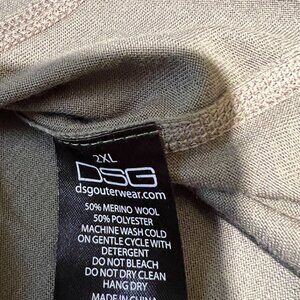 2XL
DSG
dsgouterwear.com
50% MERINO WOOL
50% POLYESTER
MACHINE WASH COLD
ON GENTLE CYCLE WITH
DETERGENT
DO NOT BLEACH
DO NOT DRY CLEAN
HANG DRY
MADE IN CHINA